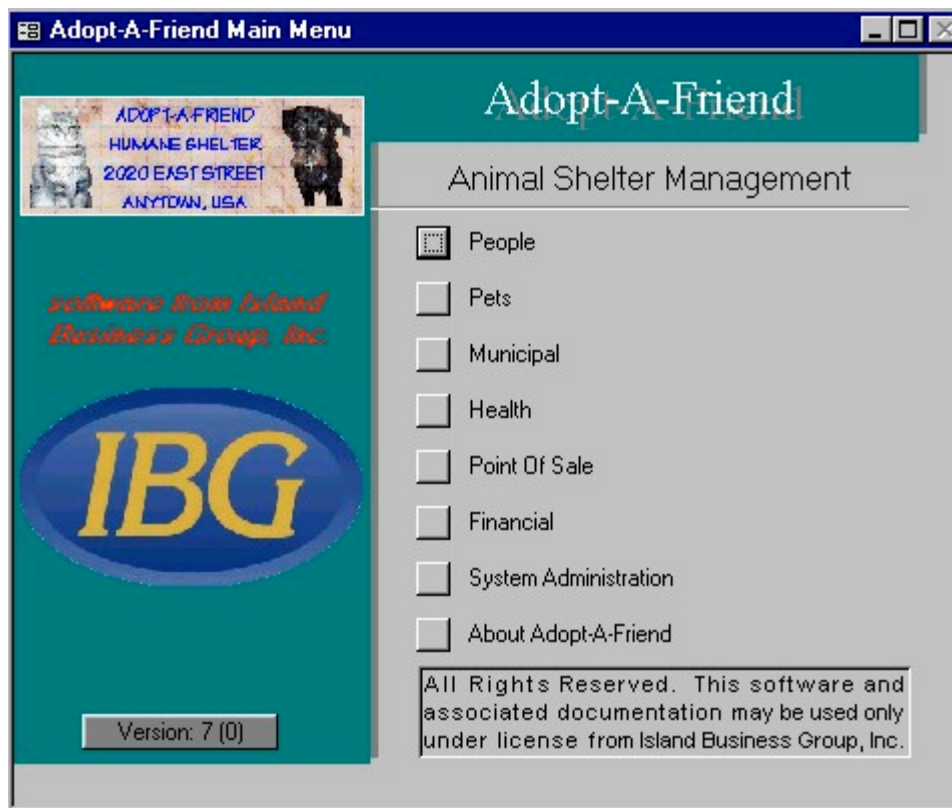 Adopt-A-Friend Main Menu
Adopt-A-Friend
ADOPT-A-FRIEND
HUMANE SHELTER
2020 EAST STREET
ANYTOWN, USA
Animal Shelter Management
People
Pets
Municipal
Health
Point Of Sale
Financial
System Administration
About Adopt-A-Friend
software from Island
Business Group, Inc.
IBG
Version: 7 (0)
All Rights Reserved. This software and
associated documentation may be used only
under license from Island Business Group, Inc.